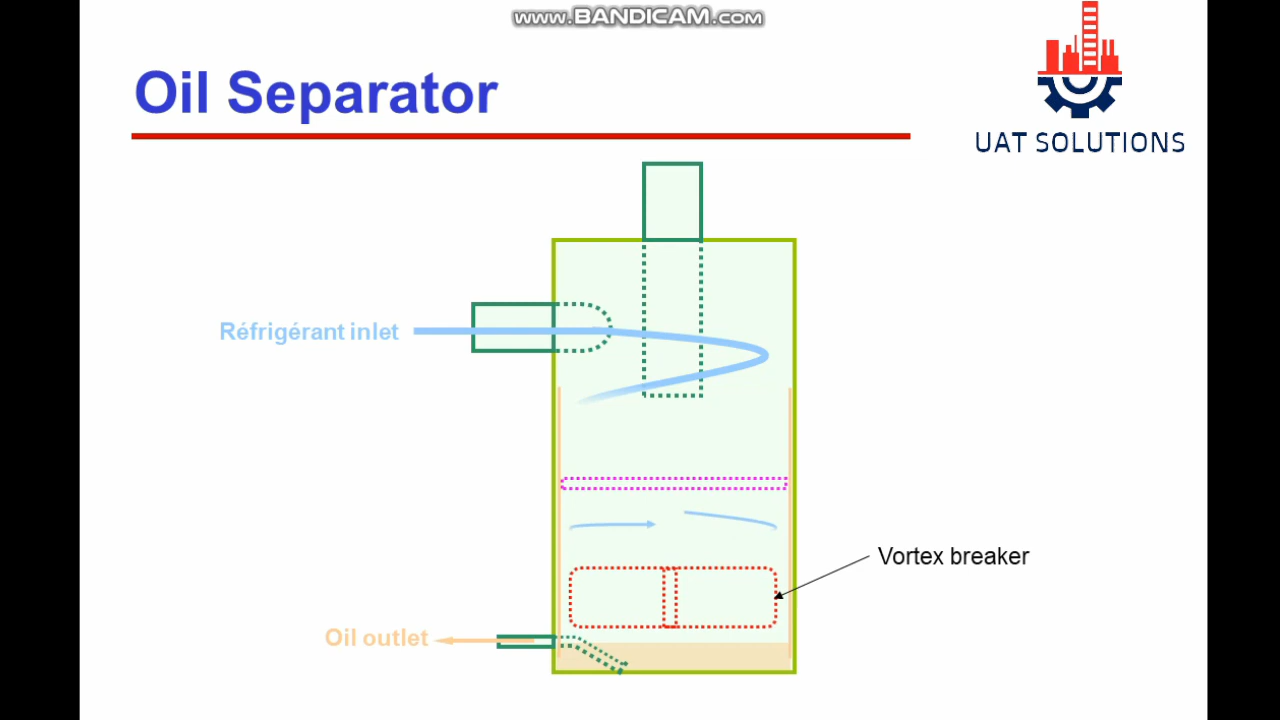 www.BANDICAM.com
Oil Separator
UAT SOLUTIONS
Réfrigérant inlet
Vortex breaker
Oil outlet